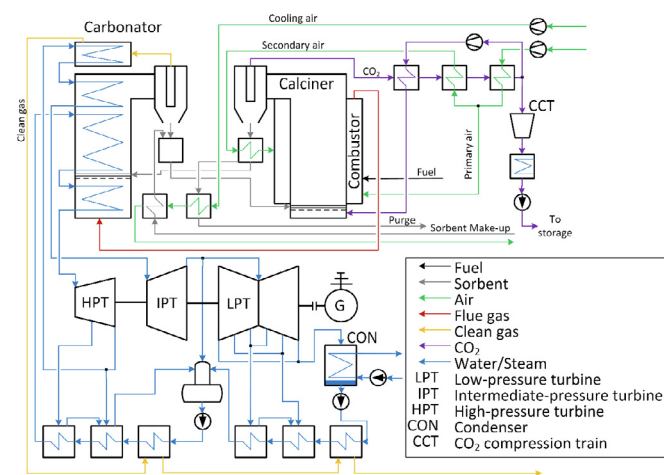 Carbonator
Cooling air
Secondary air
CO₂
Calciner
Combustor
Clean gas
CCT
Primary air
Fuel
Purge
Sorbent Make-up
To
storage
HPT
IPT
LPT
G
CON
Fuel
Sorbent
Air
Flue gas
Clean gas
CO₂
Water/Steam
LPT Low-pressure turbine
IPT Intermediate-pressure turbine
HPT High-pressure turbine
CON Condenser
CCT CO₂ compression train